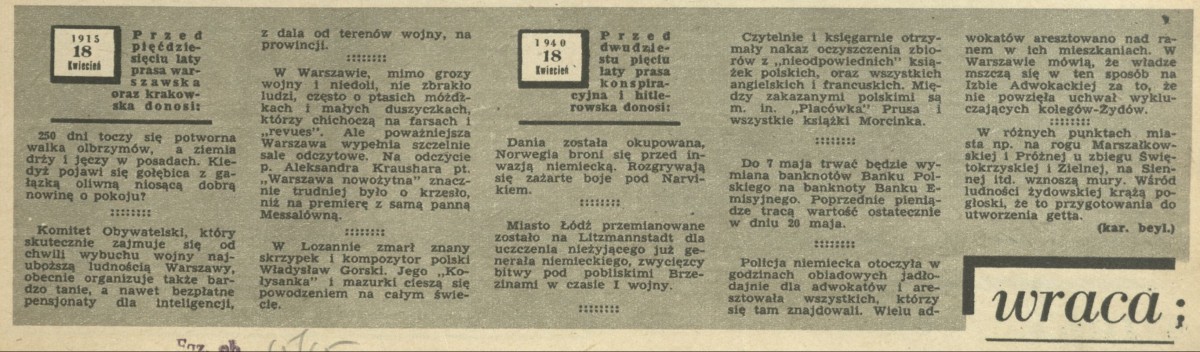 1915
18
Kwiecień
Przed
pięćdzie-
sięciu laty
prasa war-
szawska
oraz krakow-
ska donosi:
250 dni toczy się potworna
walka olbrzymów, a ziemia
drży i jęczy w posadach. Kie-
dyż pojawi się gołębica z ga-
łązką oliwną niosącą dobrą
nowinę o pokoju?
Komitet Obywatelski, który
skutecznie zajmuje się od
chwili wybuchu wojny naj-
uboższą ludnością Warszawy,
obecnie organizuje także bar-
dzo tanie, a nawet bezpłatne
pensjonaty dla inteligencji,
z dala od terenów wojny, na
prowincji.
W Warszawie, mimo grozy
wojny i niedoli, nie zbrakło
ludzi, często o ptasich móżdż-
kach i małych duszyczkach,
którzy chichoczą na farsach i
„revues". Ale poważniejsza
Warszawa wypełnia szczelnie
sale odczytowe. Na odczycie
p. Aleksandra Kraushara pt.
„Warszawa nowożytna" znacz-
nie trudniej było o krzesło,
niż na premierę z samą panną
Messalówną.
W Lozannie zmarł znany
skrzypek i kompozytor polski
Władysław Gorski. Jego „Ko-
łysanka" i mazurki cieszą się
powodzeniem na całym świe-
cie.
1940
18
Kwiecień
Przed
dwudzie-
stu pięciu
laty prasa
konspira-
cyjna i hitle-
rowska donosi:
Dania została okupowana,
Norwegia broni się przed in-
wazją niemiecką. Rozgrywają
się zażarte boje pod Narvi-
kiem.
Miasto Łódź przemianowane
zostało na Litzmannstadt dla
uczczenia nieżyjącego już ge-
nerała niemieckiego, zwycięzcy
bitwy pod pobliskimi Brze-
zinami w czasie I wojny.
Czytelnie i księgarnie otrzy-
mały nakaz oczyszczenia zbio-
rów z „nieodpowiednich" ksią-
żek polskich, oraz wszystkich
angielskich i francuskich. Mię-
dzy zakazanymi polskimi są
m. in. „Placówka" Prusa i
wszystkie książki Morcinka.
Do 7 maja trwać będzie wy-
miana banknotów Banku Pol-
skiego na banknoty Banku E-
misyjnego. Poprzednie pienią-
dze tracą wartość ostatecznie
w dniu 20 maja.
Policja niemiecka otoczyła w
godzinach obiadowych jadło-
dajnie dla adwokatów i are-
sztowała wszystkich, którzy
się tam znajdowali. Wielu ad-
wokatów aresztowano nad ra-
nem w ich mieszkaniach. W
Warszawie mówią, że władze
mszczą się w ten sposób na
Izbie Adwokackiej za to, że
nie powzięła uchwał wyklu-
czających kolegów-Żydów.
W różnych punktach mia-
sta np. na rogu Marszałkow-
skiej i Próżnej u zbiegu Świę-
tokrzyskiej i Zielnej, na Sien-
nej itd. wznoszą mury. Wśród
ludności żydowskiej krążą po-
głoski, że to przygotowania do
utworzenia getta.
(kar. beyl.)
wraca;